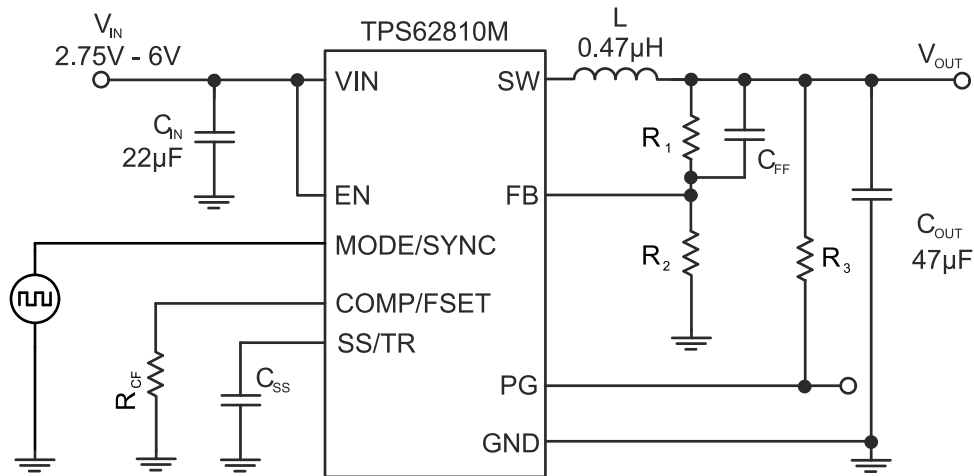 TPS62810M
V_IN
2.75V - 6V
L
0.47µH
V_OUT
VIN
SW
C_IN
22µF
R_1
C_FF
EN
FB
MODE/SYNC
R_2
R_3
C_OUT
47µF
COMP/FSET
SS/TR
R_CF
C_SS
PG
GND